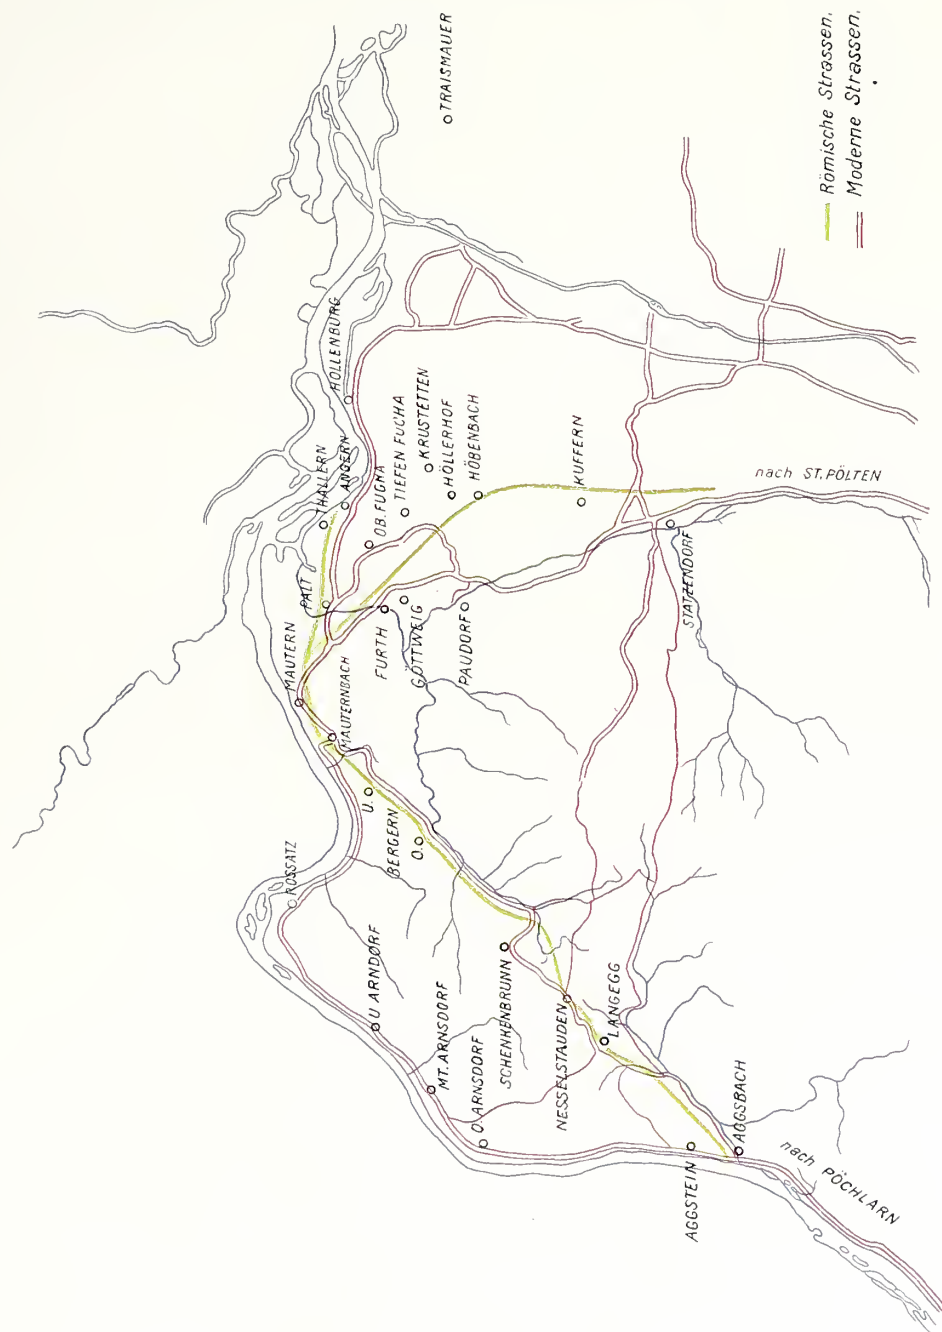 TRAISMAUER
HOLLENBURG
THALLERN
ANGERN
PALT
OB. FUCHA
TIEFEN FUCHA
KRUSTETTEN
HÖLLERHOF
HÖBENBACH
KUFFERN
nach ST. PÖLTEN
MAUTERN
MAUTERNBACH
FURTH
GÖTTWEIG
PAUDORF
STATZENDORF
U.
BERGERN
O.
ROSSATZ
U ARNDORF
MT. ARNSDORF
O. ARNSDORF
SCHENKENBRUNN
NESSELSTAUDEN
LANGEGG
AGGSTEIN
AGGSBACH
nach PÖCHLARN
Römische Strassen.
Moderne Strassen.